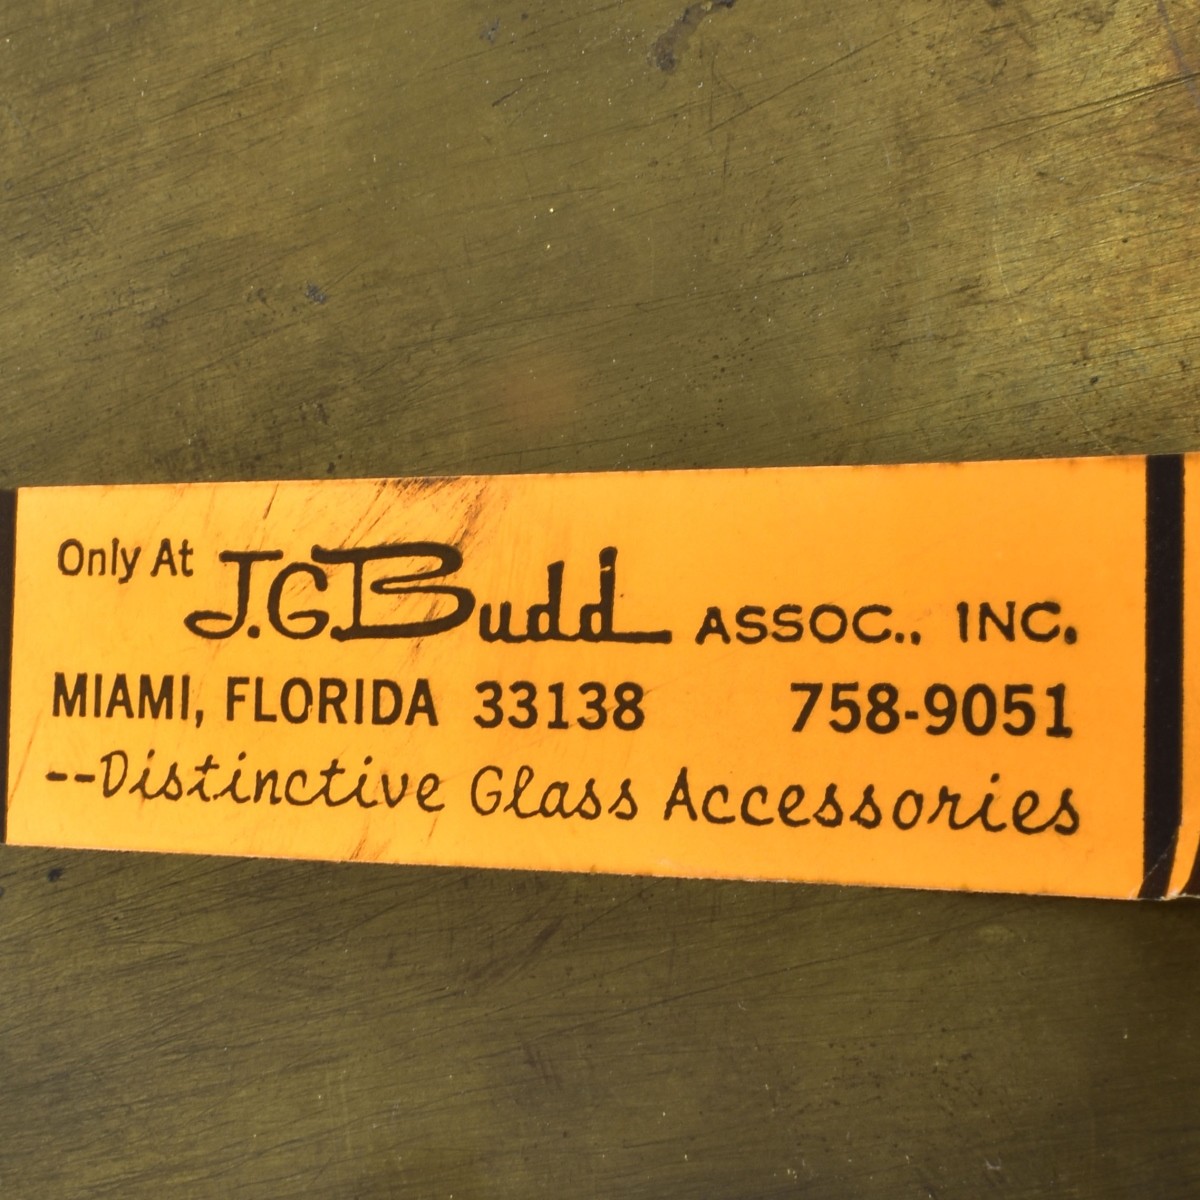 Only At J.G. Budd ASSOC., INC.
MIAMI, FLORIDA 33138 758-9051
--Distinctive Glass Accessories